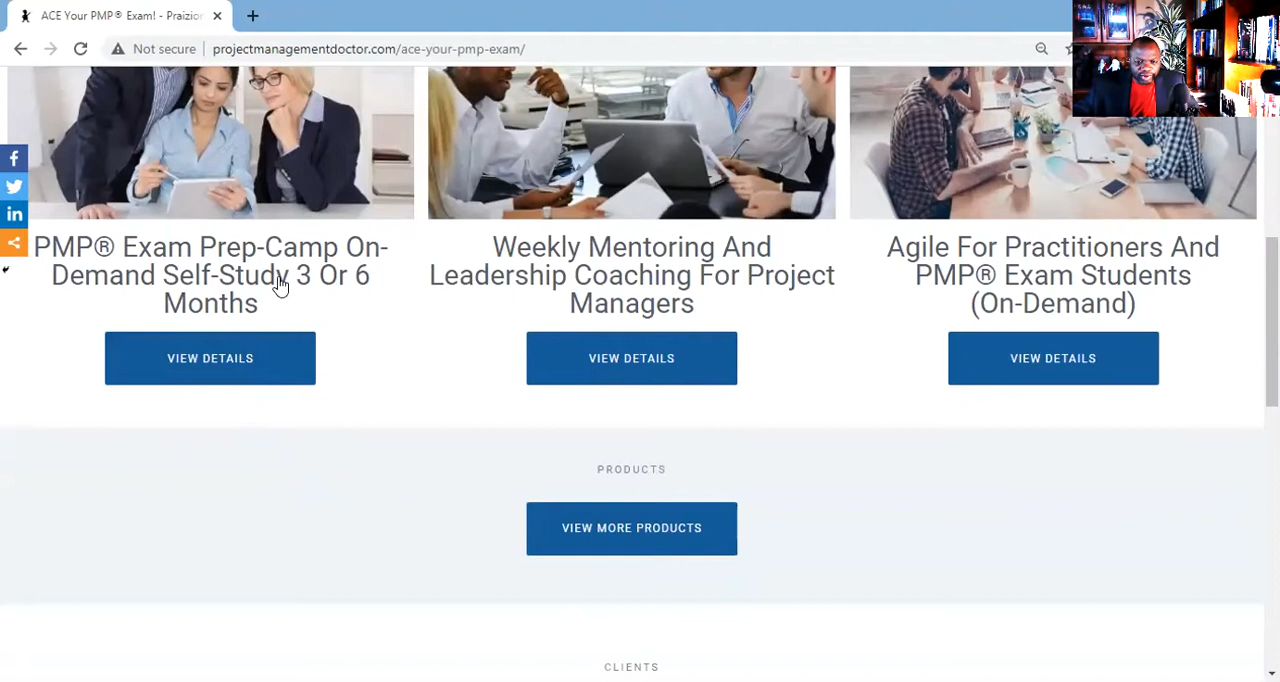 ACE Your PMP® Exam! - Praizion
Not secure
projectmanagementdoctor.com/ace-your-pmp-exam/
PMP® Exam Prep-Camp On-
Demand Self-Study 3 Or 6
Months
VIEW DETAILS
Weekly Mentoring And
Leadership Coaching For Project
Managers
VIEW DETAILS
Agile For Practitioners And
PMP® Exam Students
(On-Demand)
VIEW DETAILS
PRODUCTS
VIEW MORE PRODUCTS
CLIENTS